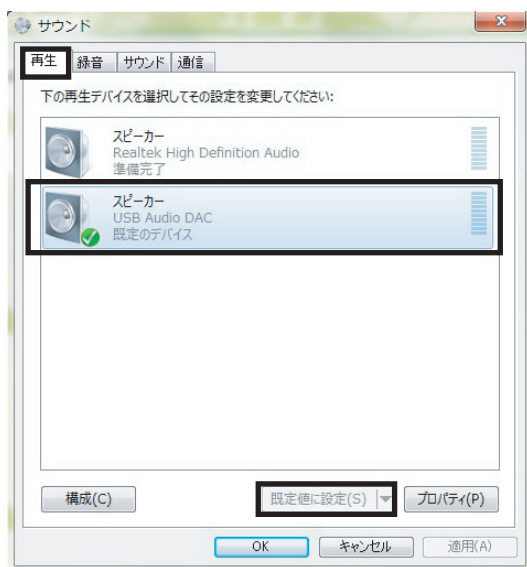 サウンド
再生 録音 サウンド 通信
下の再生デバイスを選択してその設定を変更してください:
スピーカー
Realtek High Definition Audio
準備完了
スピーカー
USB Audio DAC
既定のデバイス
構成(C) 既定値に設定(S) プロパティ(P)
OK キャンセル 適用(A)